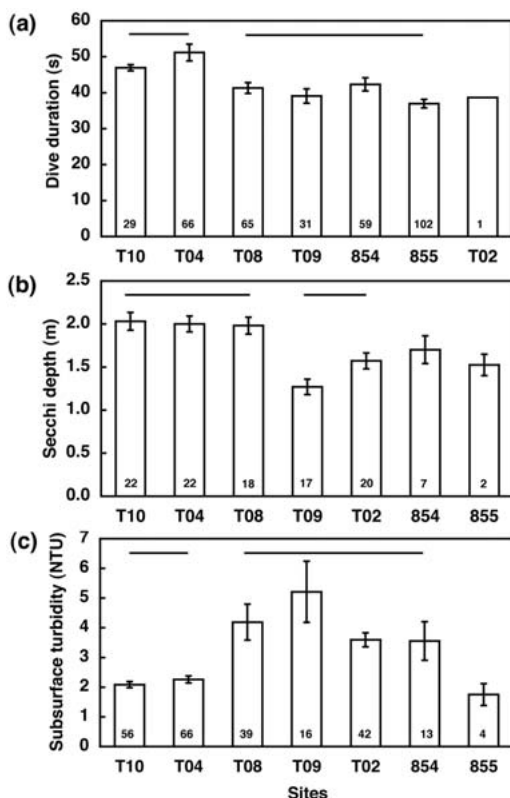 (a)
Dive duration (s)
60
50
40
30
20
10
0
29 66 65 31 59 102 1
T10 T04 T08 T09 854 855 T02
(b)
Secchi depth (m)
2.5
2.0
1.5
1.0
0.5
0.0
22 22 18 17 20 7 2
T10 T04 T08 T09 T02 854 855
(c)
Subsurface turbidity (NTU)
7
6
5
4
3
2
1
0
56 66 39 16 42 13 4
T10 T04 T08 T09 T02 854 855
Sites